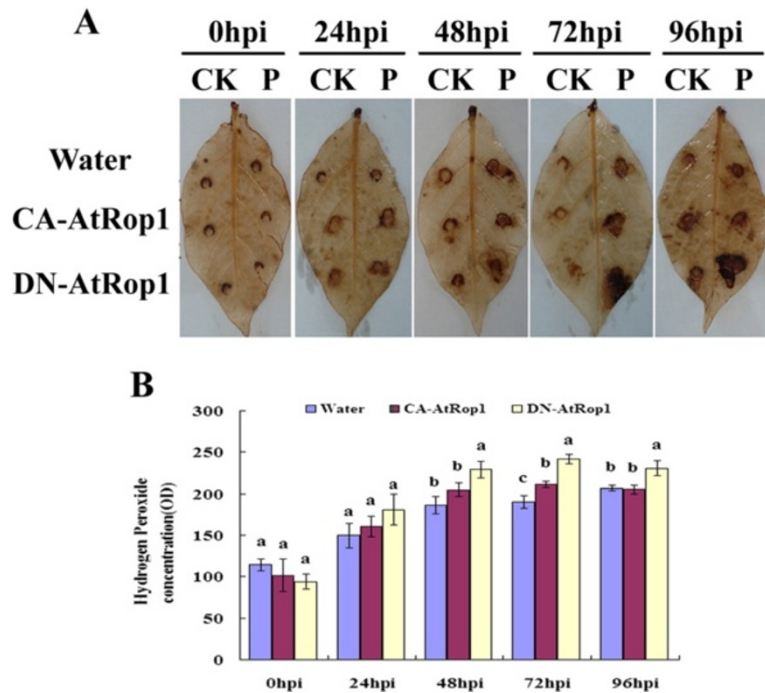 A
0hpi 24hpi 48hpi 72hpi 96hpi
CK P CK P CK P CK P CK P
Water
CA-AtRop1
DN-AtRop1
B
Water CA-AtRop1 DN-AtRop1
Hydrogen Peroxide
concentration(OD)
300
250
200
150
100
50
0
a a a
a a a
b b a
c b a
b b a
0hpi 24hpi 48hpi 72hpi 96hpi